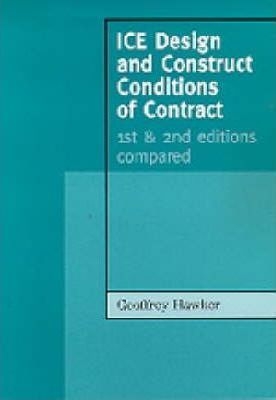 ICE Design
and Construct
Conditions
of Contract
1st & 2nd editions
compared
Geoffrey Hawker